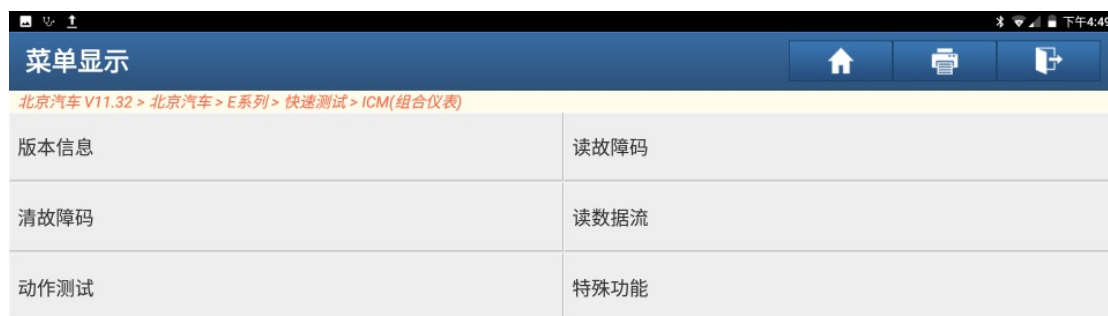 下午4:49
菜单显示
北京汽车 V11.32 > 北京汽车 > E系列 > 快速测试 > ICM(组合仪表)
版本信息 读故障码
清故障码 读数据流
动作测试 特殊功能